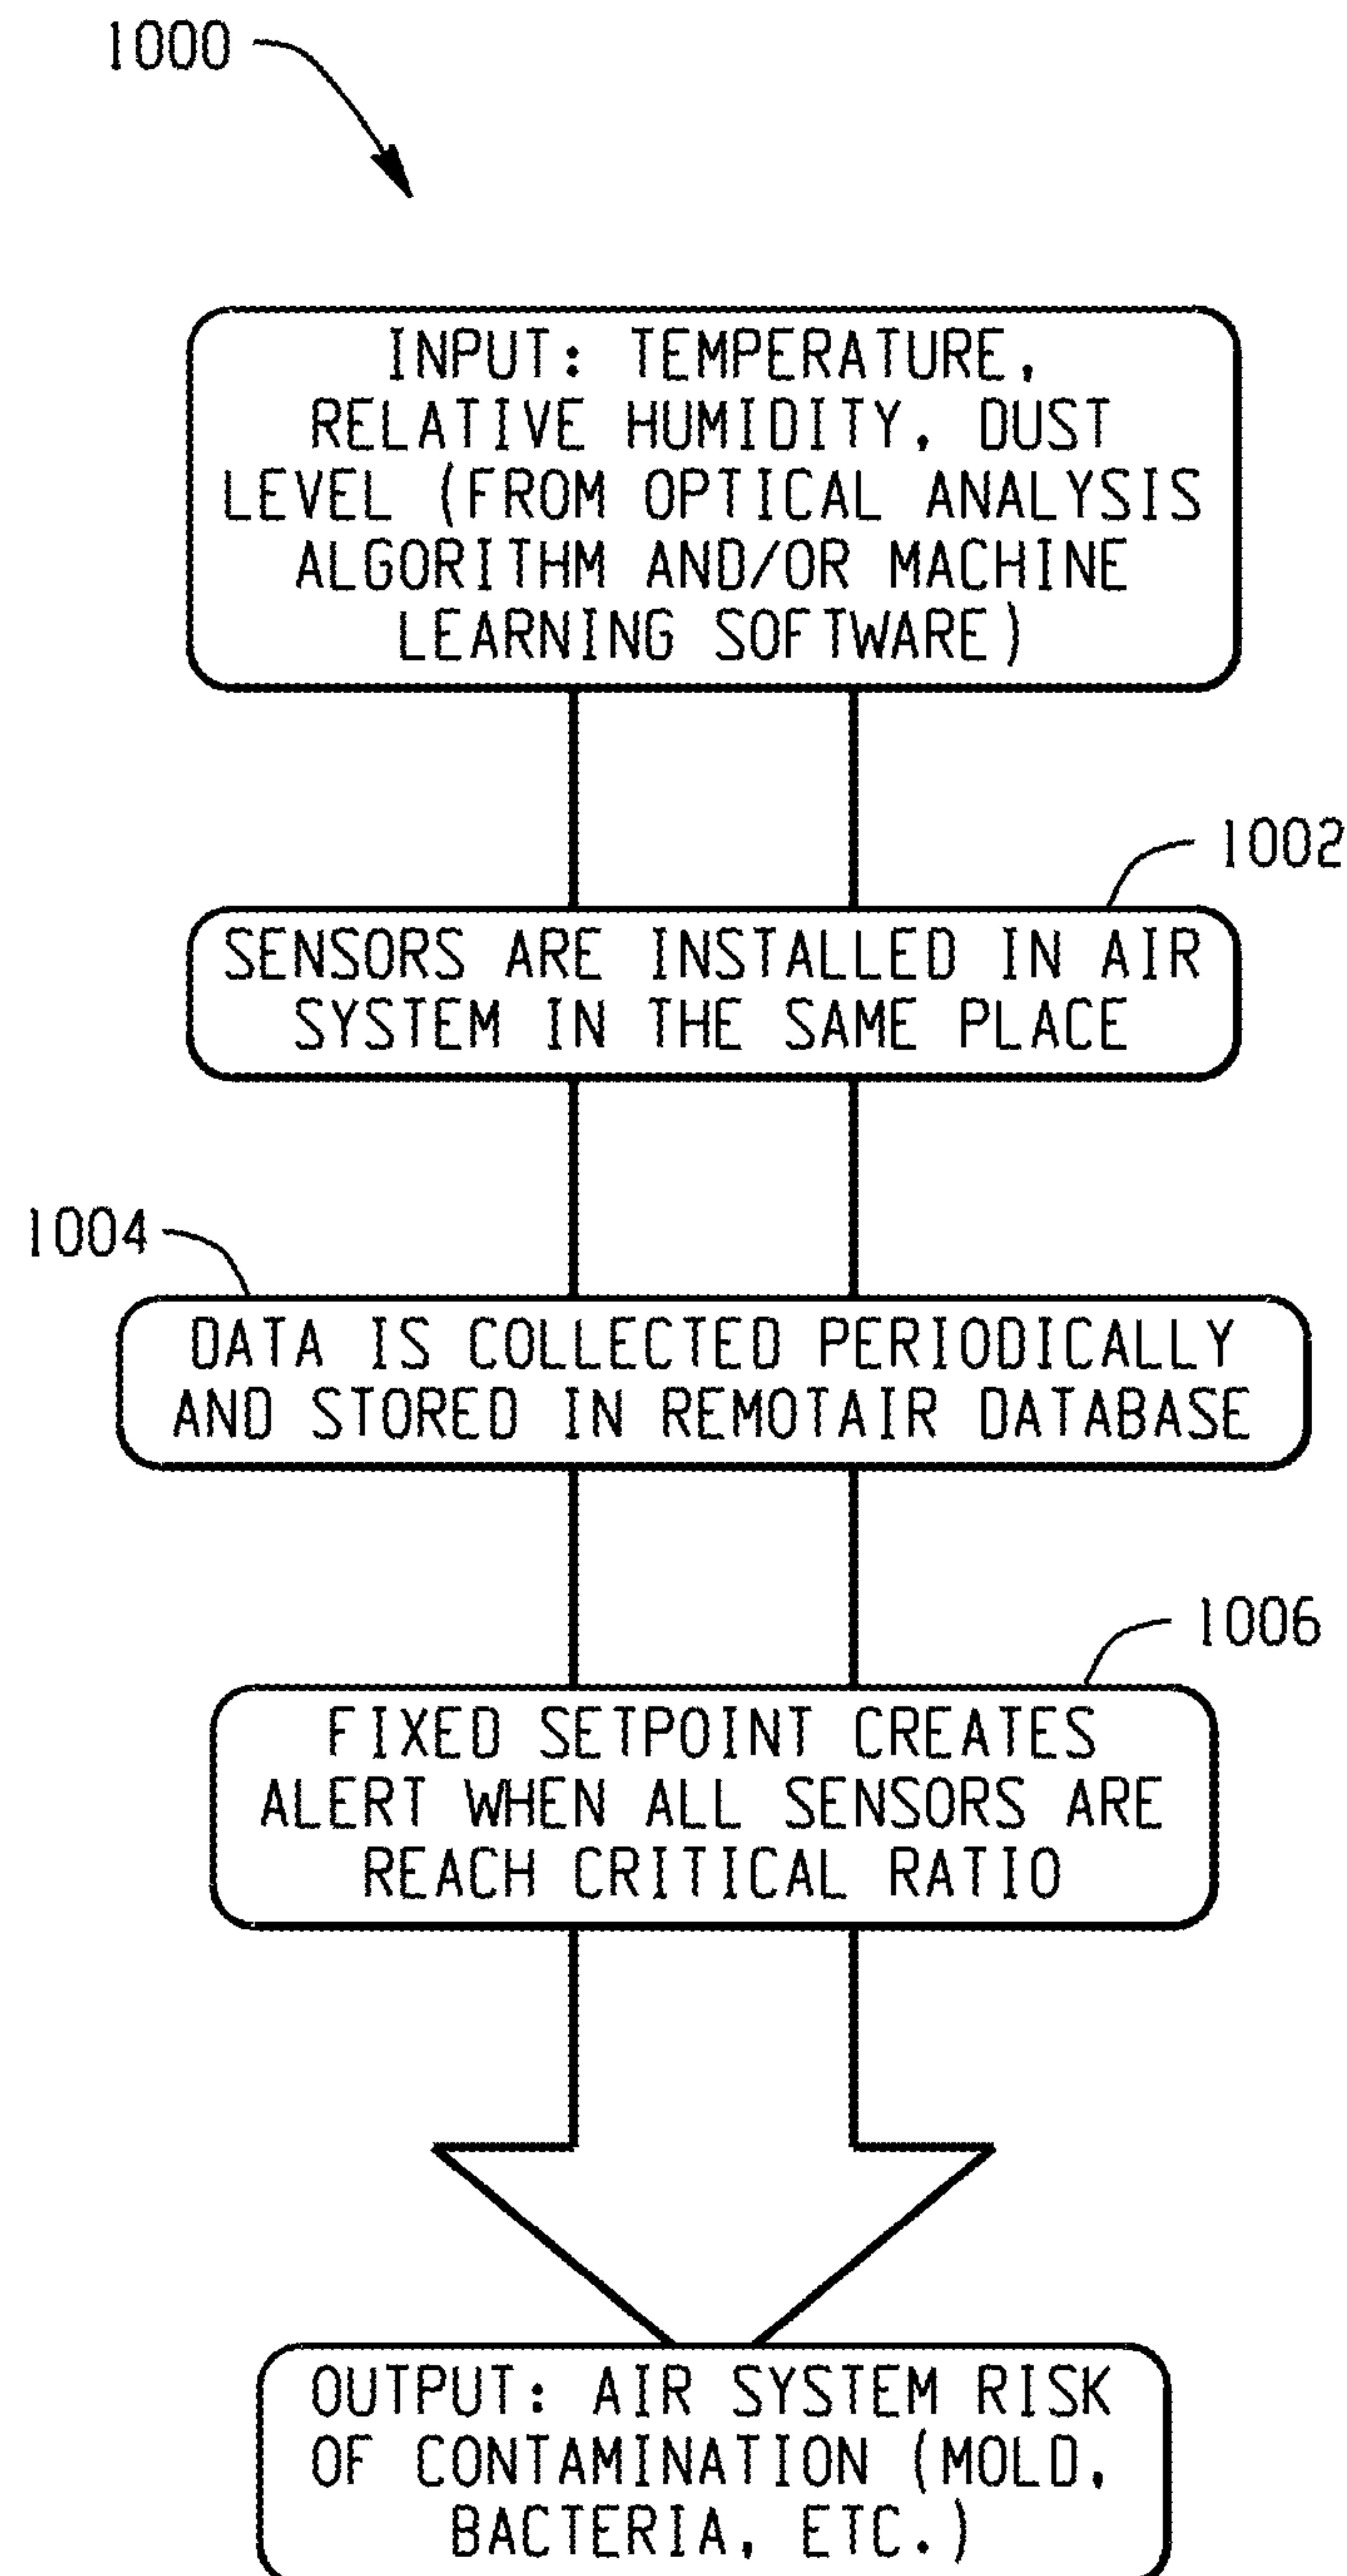 1000
INPUT: TEMPERATURE,
RELATIVE HUMIDITY, DUST
LEVEL (FROM OPTICAL ANALYSIS
ALGORITHM AND/OR MACHINE
LEARNING SOFTWARE)
1002
SENSORS ARE INSTALLED IN AIR
SYSTEM IN THE SAME PLACE
1004
DATA IS COLLECTED PERIODICALLY
AND STORED IN REMOTAIR DATABASE
1006
FIXED SETPOINT CREATES
ALERT WHEN ALL SENSORS ARE
REACH CRITICAL RATIO
OUTPUT: AIR SYSTEM RISK
OF CONTAMINATION (MOLD,
BACTERIA, ETC.)